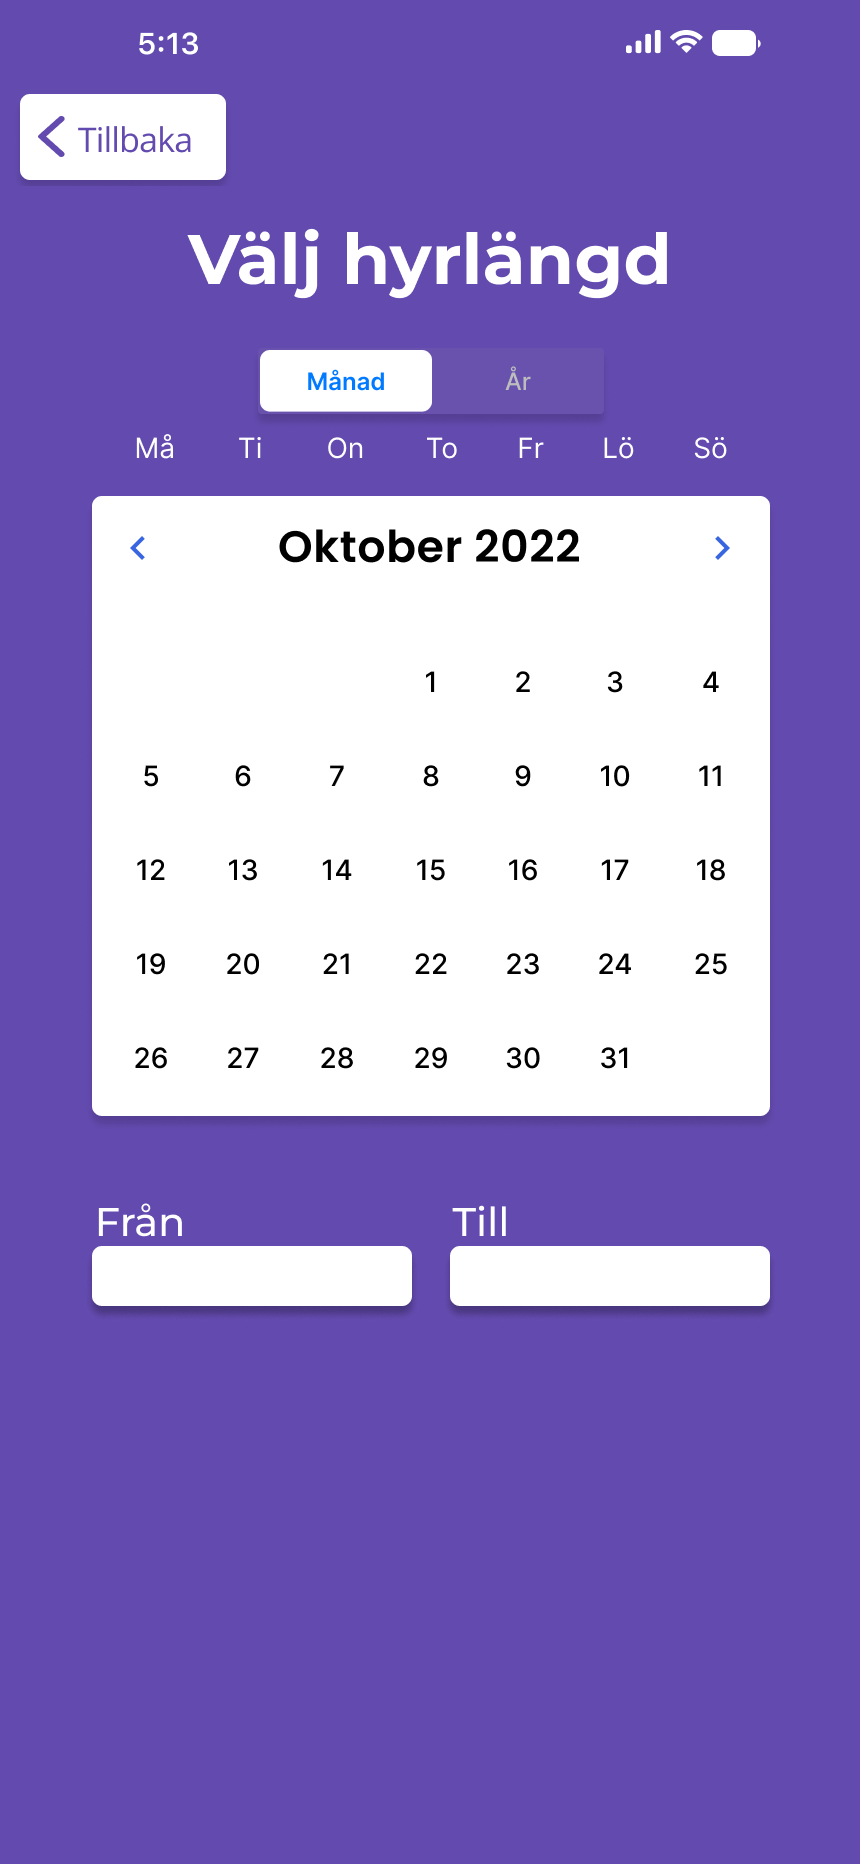 5:13
Tillbaka
Välj hyrlängd
Månad År
Må Ti On To Fr Lö Sö
Oktober 2022
1 2 3 4
5 6 7 8 9 10 11
12 13 14 15 16 17 18
19 20 21 22 23 24 25
26 27 28 29 30 31
Från Till